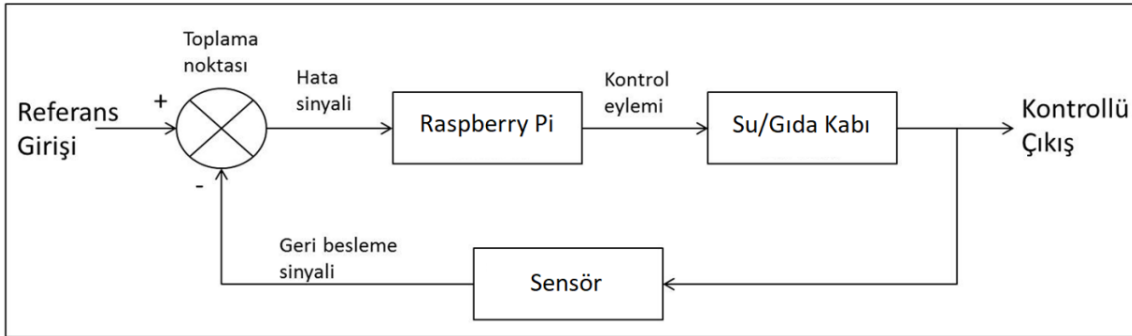 Toplama
noktası
Referans
Girişi
+
-
Hata
sinyali
Raspberry Pi
Kontrol
eylemi
Su/Gıda Kabı
Kontrollü
Çıkış
Geri besleme
sinyali
Sensör